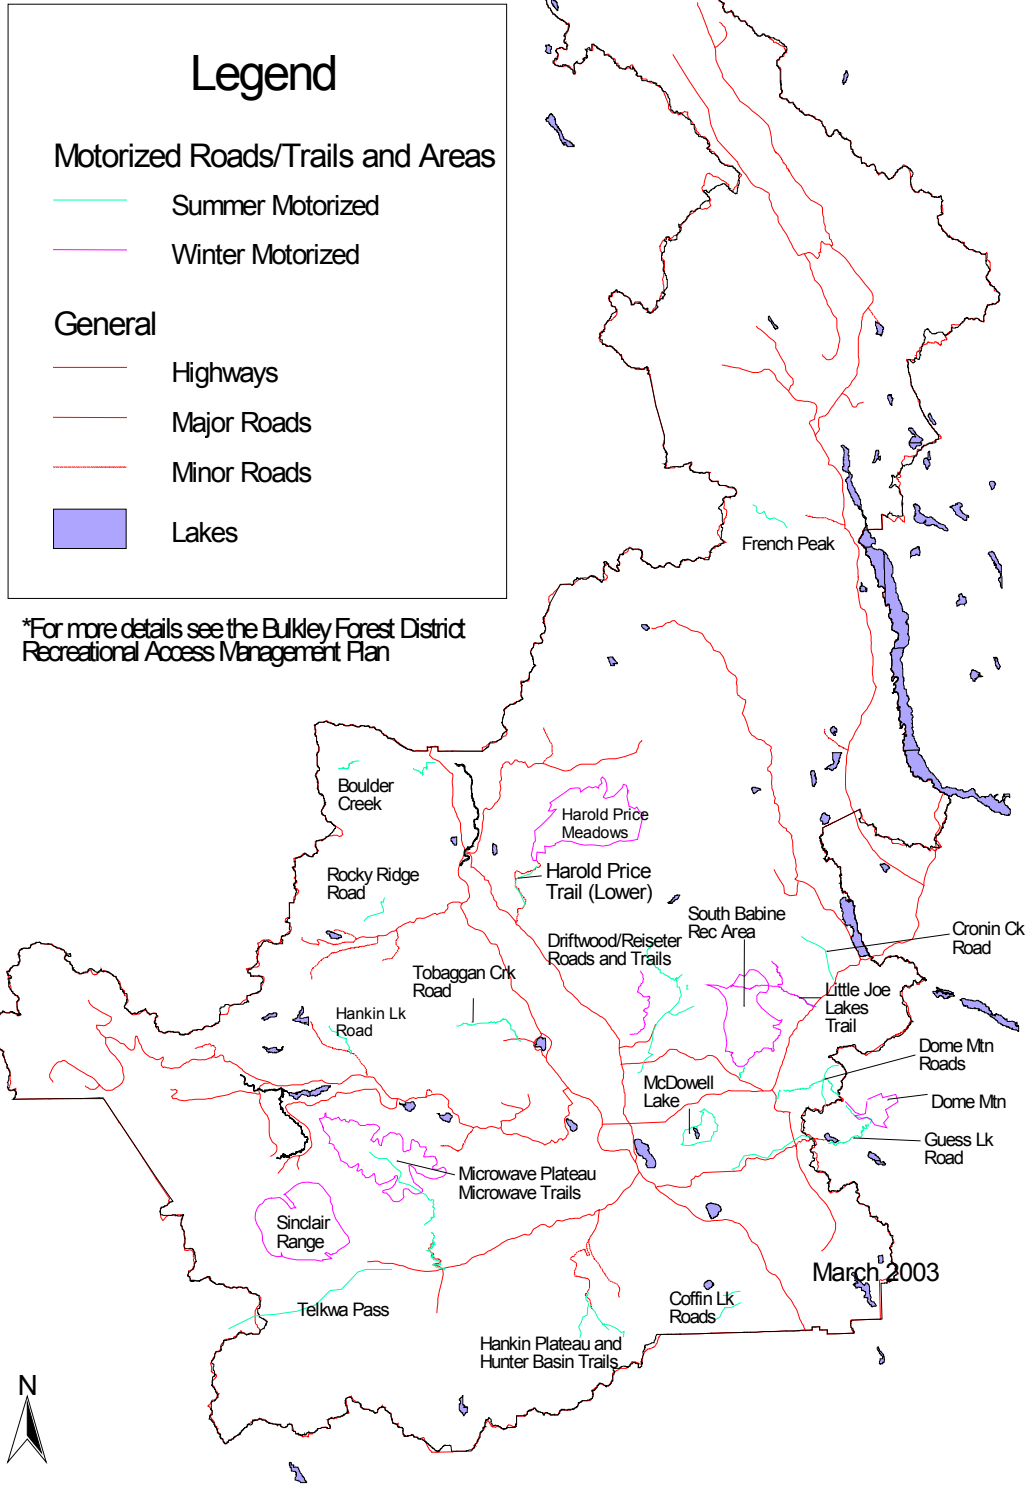 Legend
Motorized Roads/Trails and Areas
Summer Motorized
Winter Motorized
General
Highways
Major Roads
Minor Roads
Lakes
*For more details see the Bulkley Forest District
Recreational Access Management Plan
French Peak
Boulder
Creek
Harold Price
Meadows
Rocky Ridge
Road
Harold Price
Trail (Lower)
South Babine
Rec Area
Cronin Ck
Road
Driftwood/Reiseter
Roads and Trails
Tobaggan Crk
Road
Little Joe
Lakes
Trail
Hankin Lk
Road
Dome Mtn
Roads
McDowell
Lake
Dome Mtn
Guess Lk
Road
Microwave Plateau
Microwave Trails
Sinclair
Range
March 2003
Telkwa Pass
Coffin Lk
Roads
Hankin Plateau and
Hunter Basin Trails
N